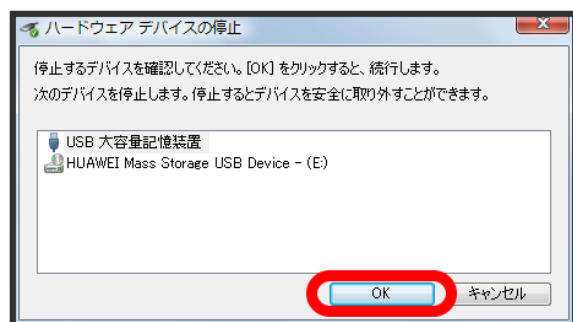 ハードウェア デバイスの停止
停止するデバイスを確認してください。[OK] をクリックすると、続行します。
次のデバイスを停止します。停止するとデバイスを安全に取り外すことができます。
USB 大容量記憶装置
HUAWEI Mass Storage USB Device - (E:)
OK
キャンセル